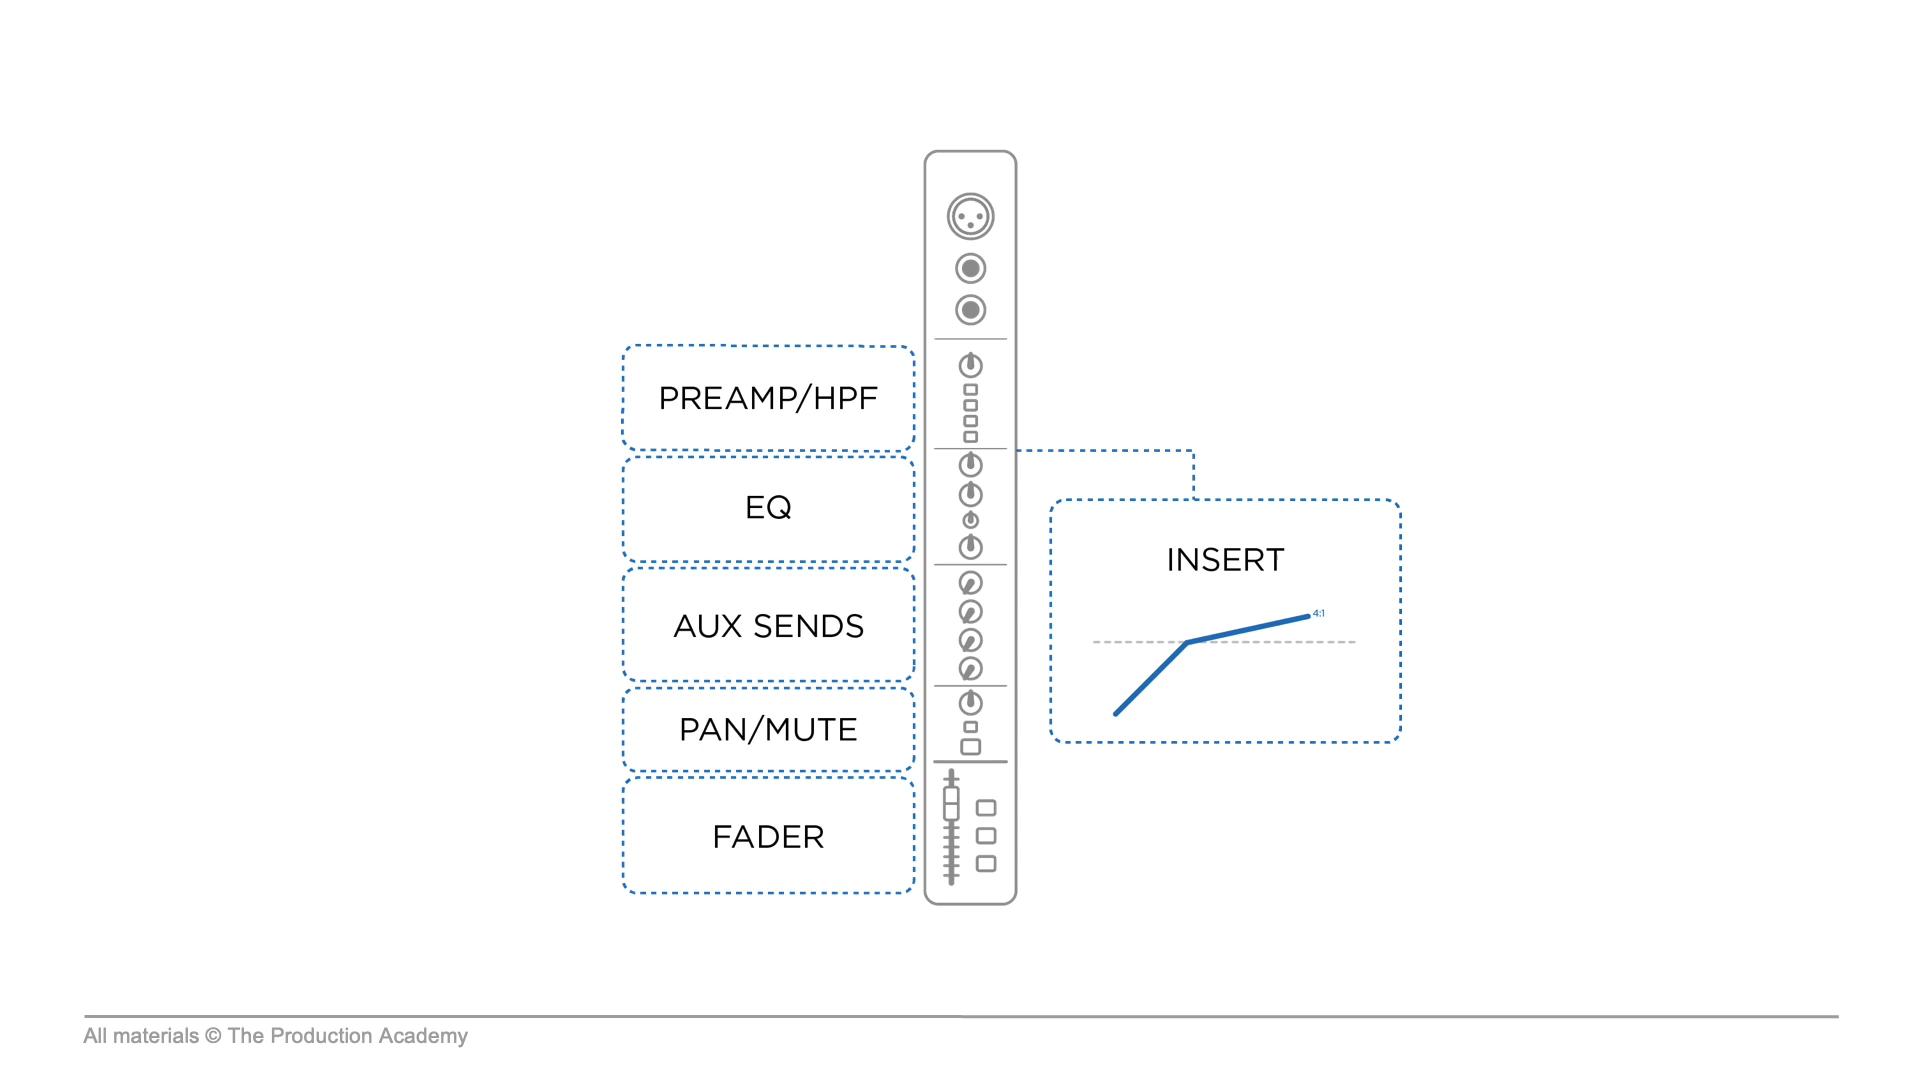 PREAMP/HPF
EQ
AUX SENDS
PAN/MUTE
FADER
INSERT
4:1
All materials © The Production Academy